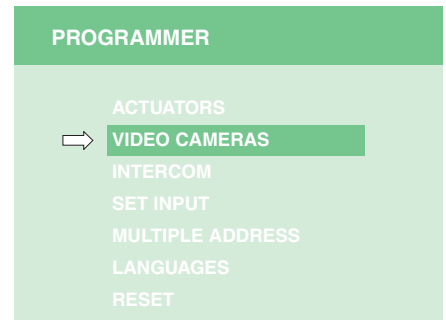 PROGRAMMER
ACTUATORS
VIDEO CAMERAS
INTERCOM
SET INPUT
MULTIPLE ADDRESS
LANGUAGES
RESET